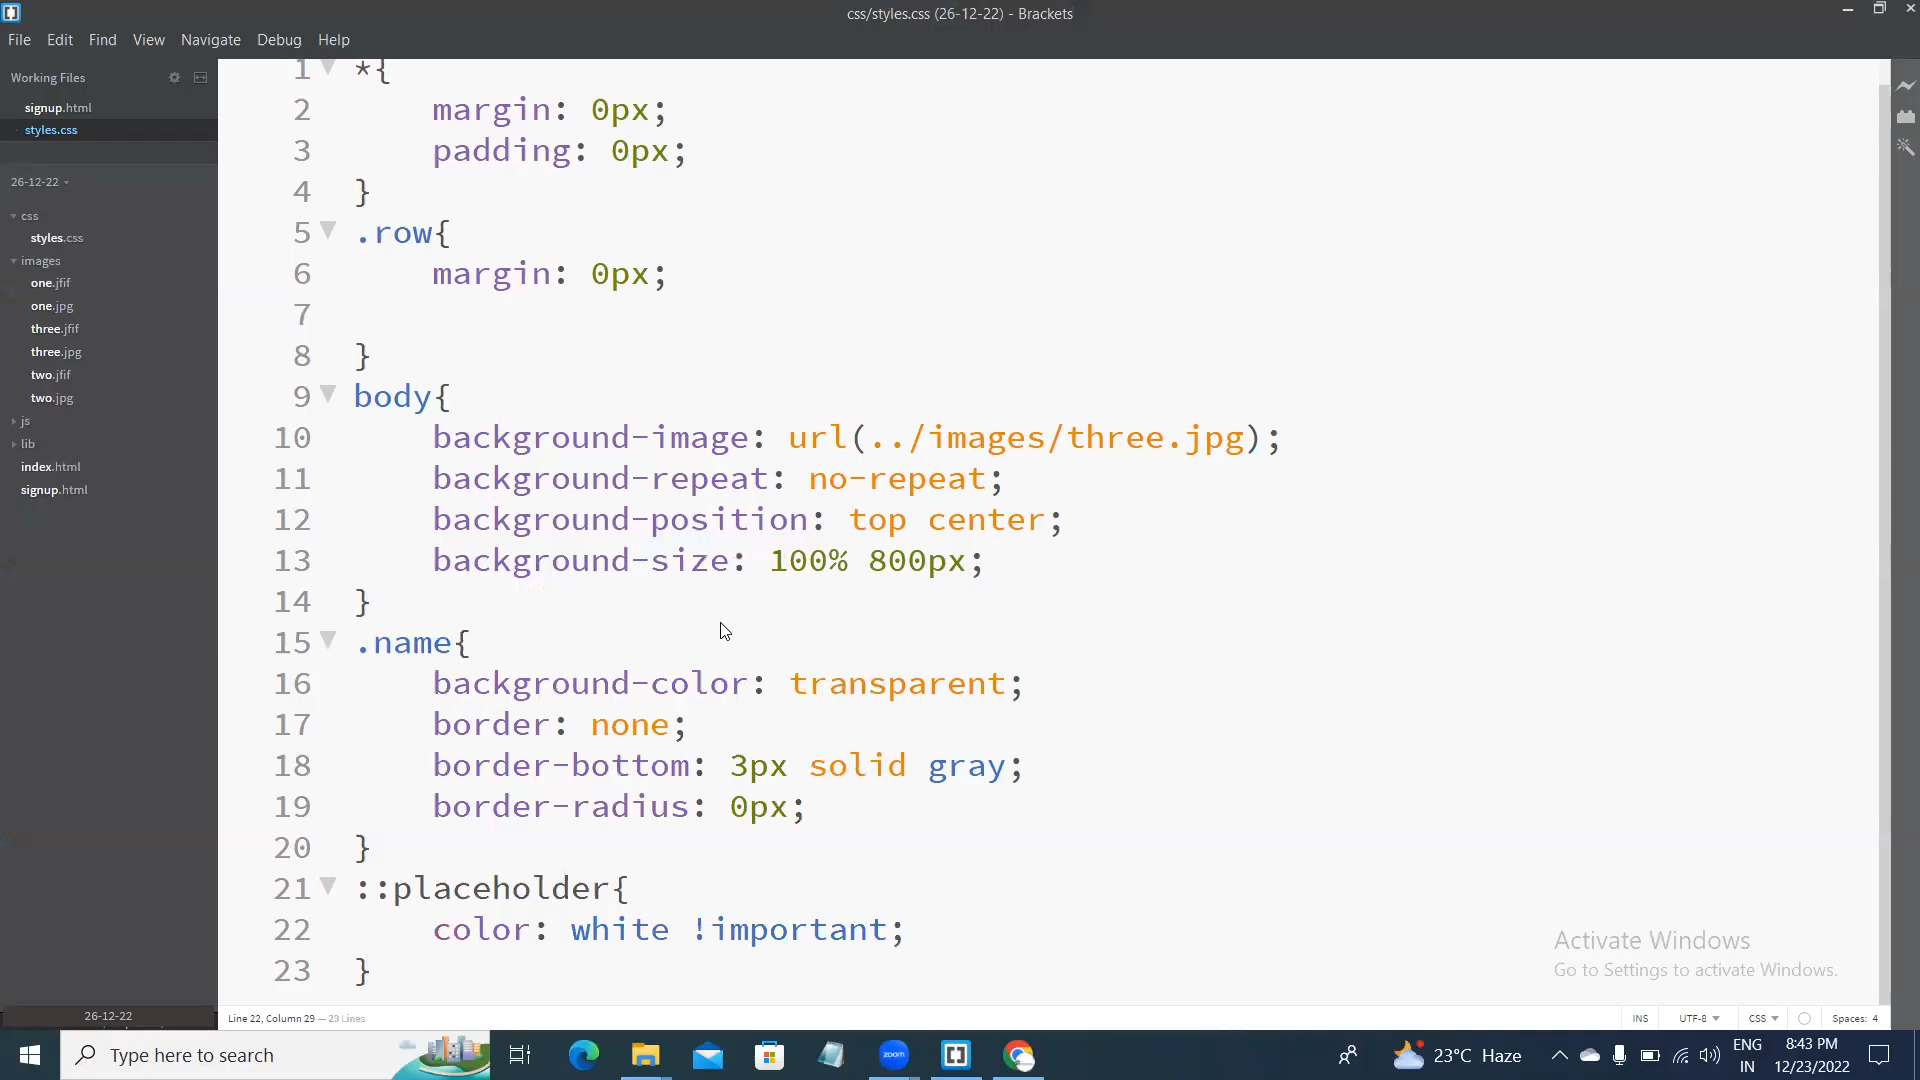 css/styles.css (26-12-22) - Brackets
File Edit Find View Navigate Debug Help
Working Files
signup.html
styles.css
26-12-22
css
styles.css
images
one.jfif
one.jpg
three.jfif
three.jpg
two.jfif
two.jpg
js
lib
index.html
signup.html
1 *{
2 margin: 0px;
3 padding: 0px;
4 }
5 .row{
6 margin: 0px;
7
8 }
9 body{
10 background-image: url(../images/three.jpg);
11 background-repeat: no-repeat;
12 background-position: top center;
13 background-size: 100% 800px;
14 }
15 .name{
16 background-color: transparent;
17 border: none;
18 border-bottom: 3px solid gray;
19 border-radius: 0px;
20 }
21 ::placeholder{
22 color: white !important;
23 }
Activate Windows
Go to Settings to activate Windows.
26-12-22
Line 22, Column 29 — 23 Lines
INS UTF-8 CSS Spaces: 4
Type here to search
zoom
23°C Haze
ENG
IN
8:43 PM
12/23/2022